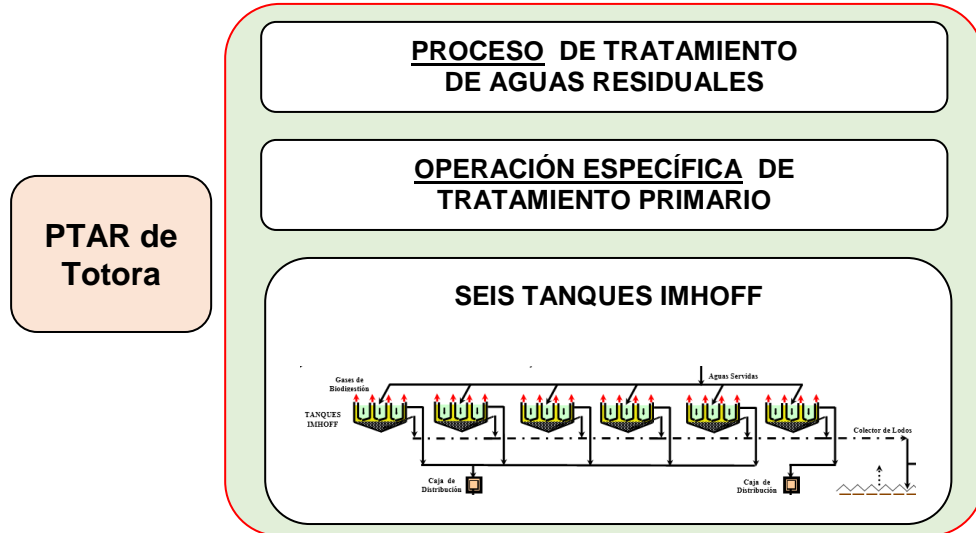 PROCESO DE TRATAMIENTO
DE AGUAS RESIDUALES
OPERACIÓN ESPECÍFICA DE
TRATAMIENTO PRIMARIO
PTAR de
Totora
SEIS TANQUES IMHOFF
Gases de
Biodigestión
Aguas Servidas
TANQUES
IMHOFF
Colector de Lodos
Caja de
Distribución
Caja de
Distribución